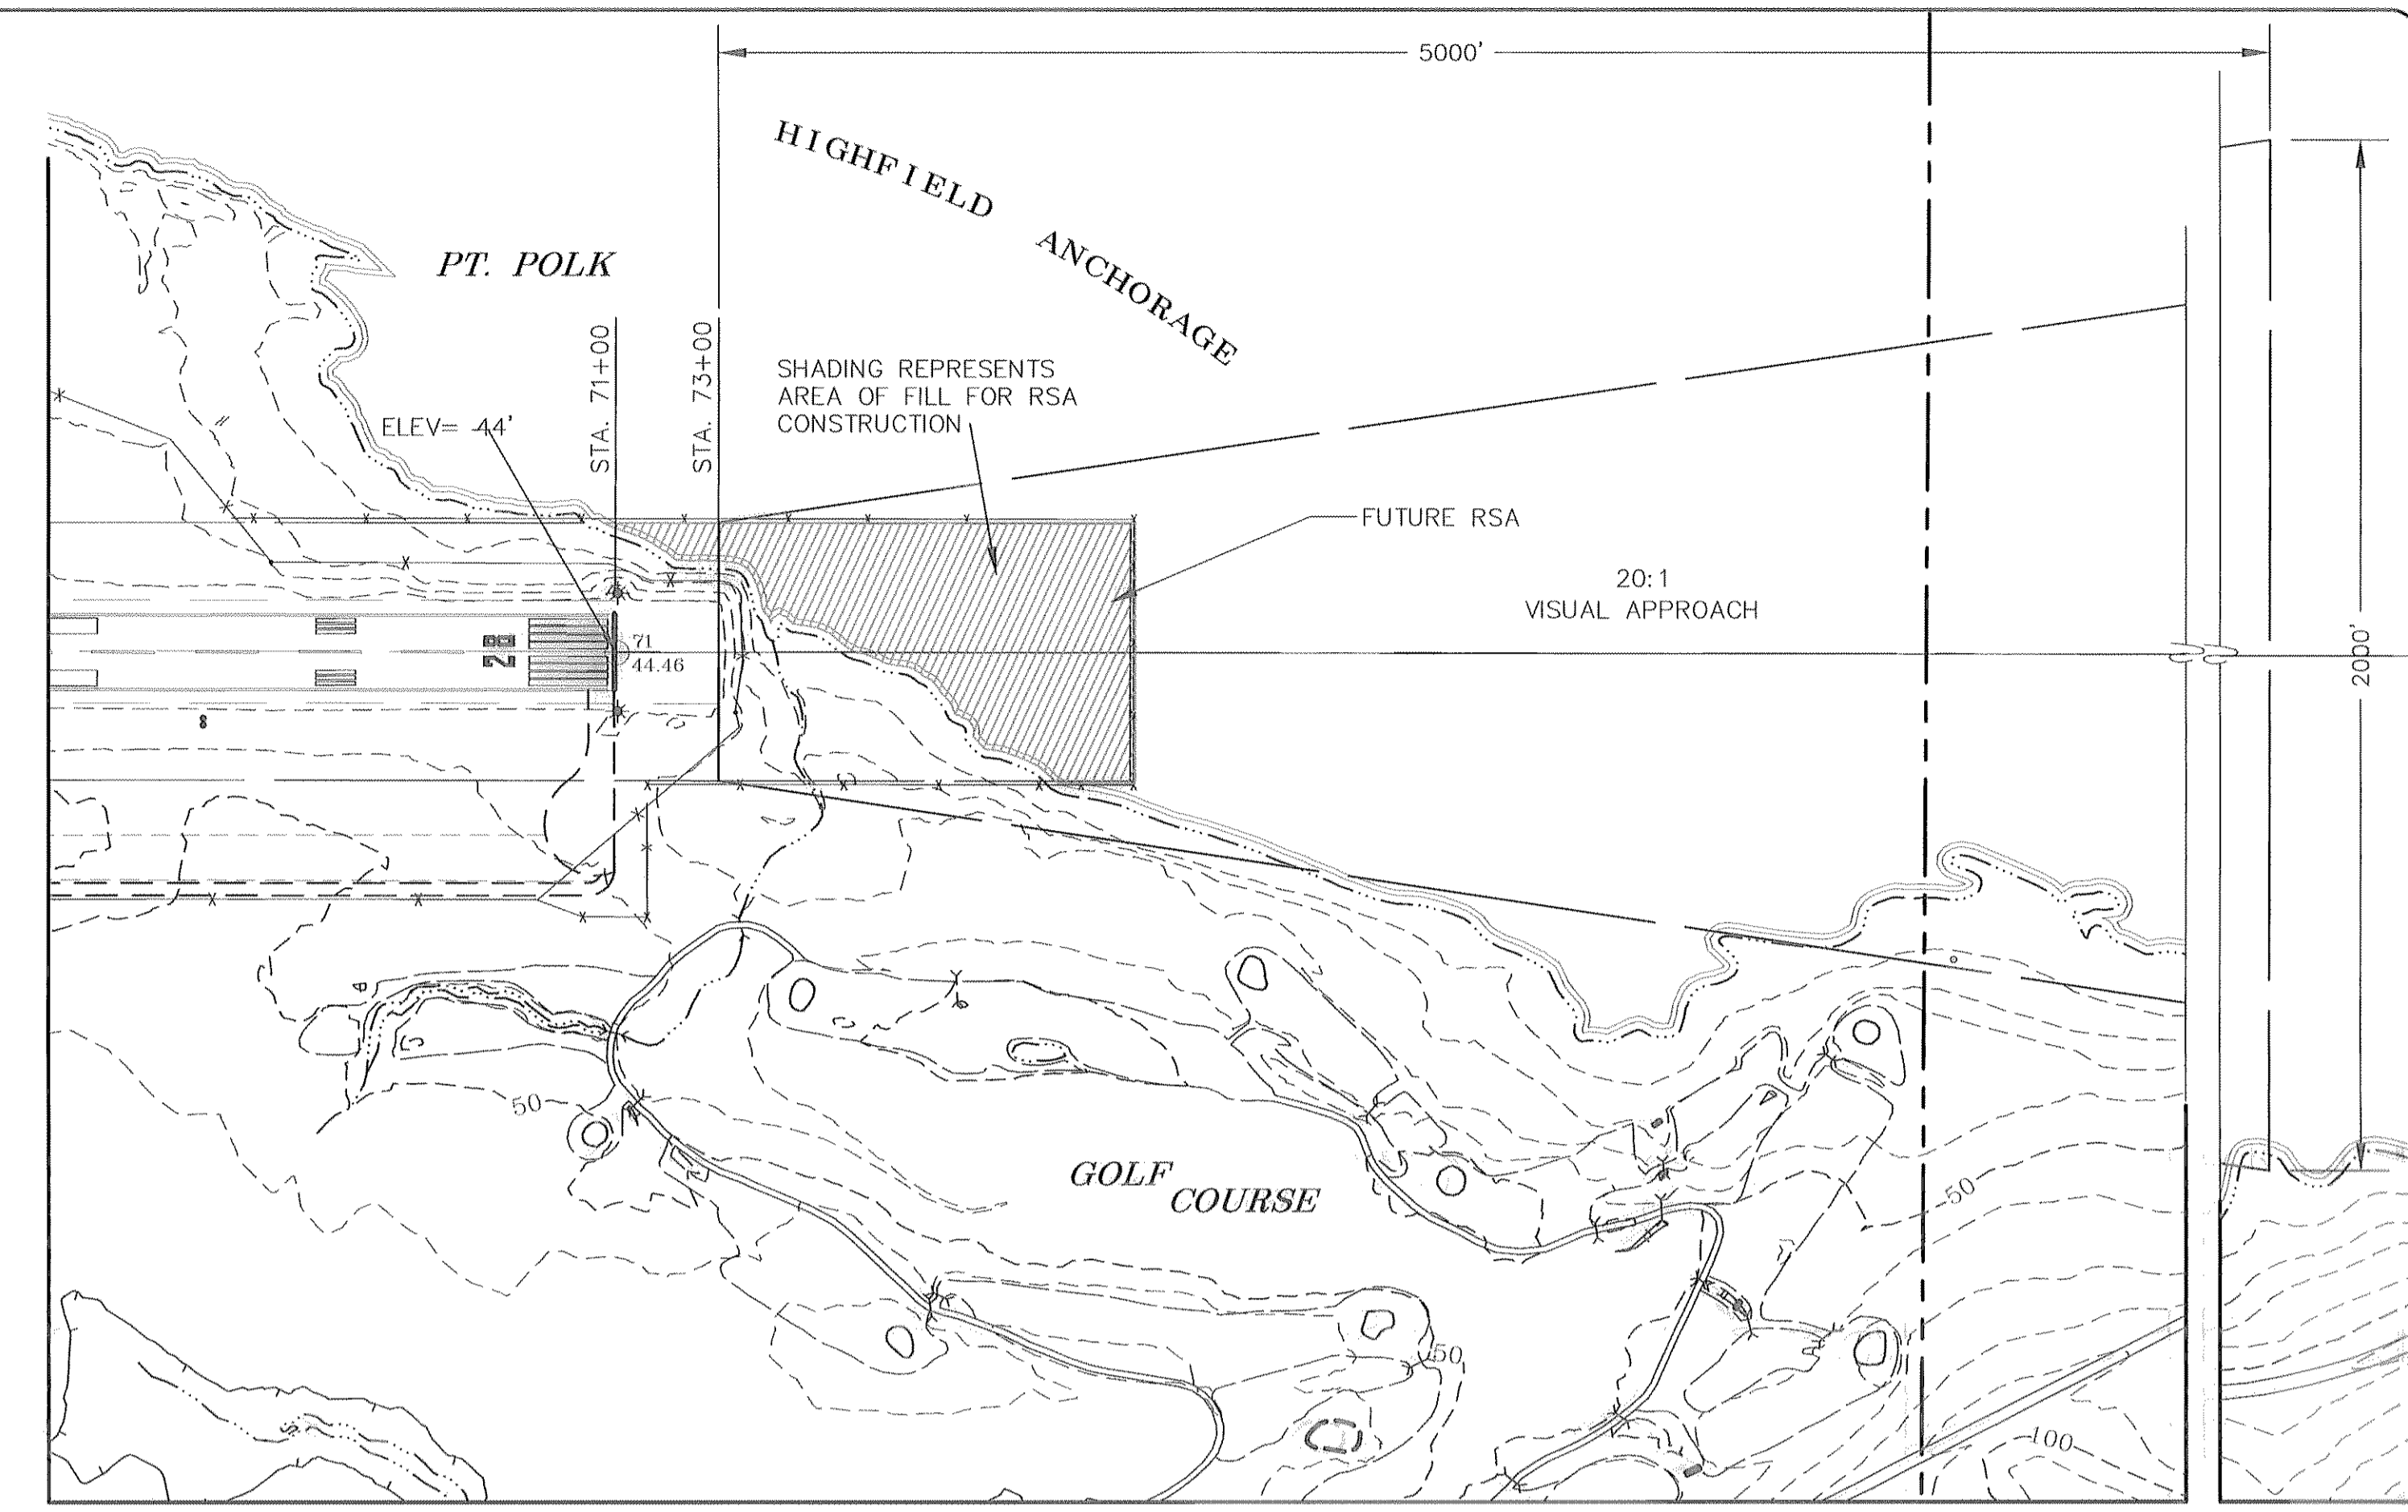 5000'
HIGHFIELD
ANCHORAGE
PT. POLK
STA. 71+00
STA. 73+00
SHADING REPRESENTS
AREA OF FILL FOR RSA
CONSTRUCTION
ELEV= 44'
FUTURE RSA
20:1
VISUAL APPROACH
28
71
44.46
2000'
50
GOLF
COURSE
50
50
100